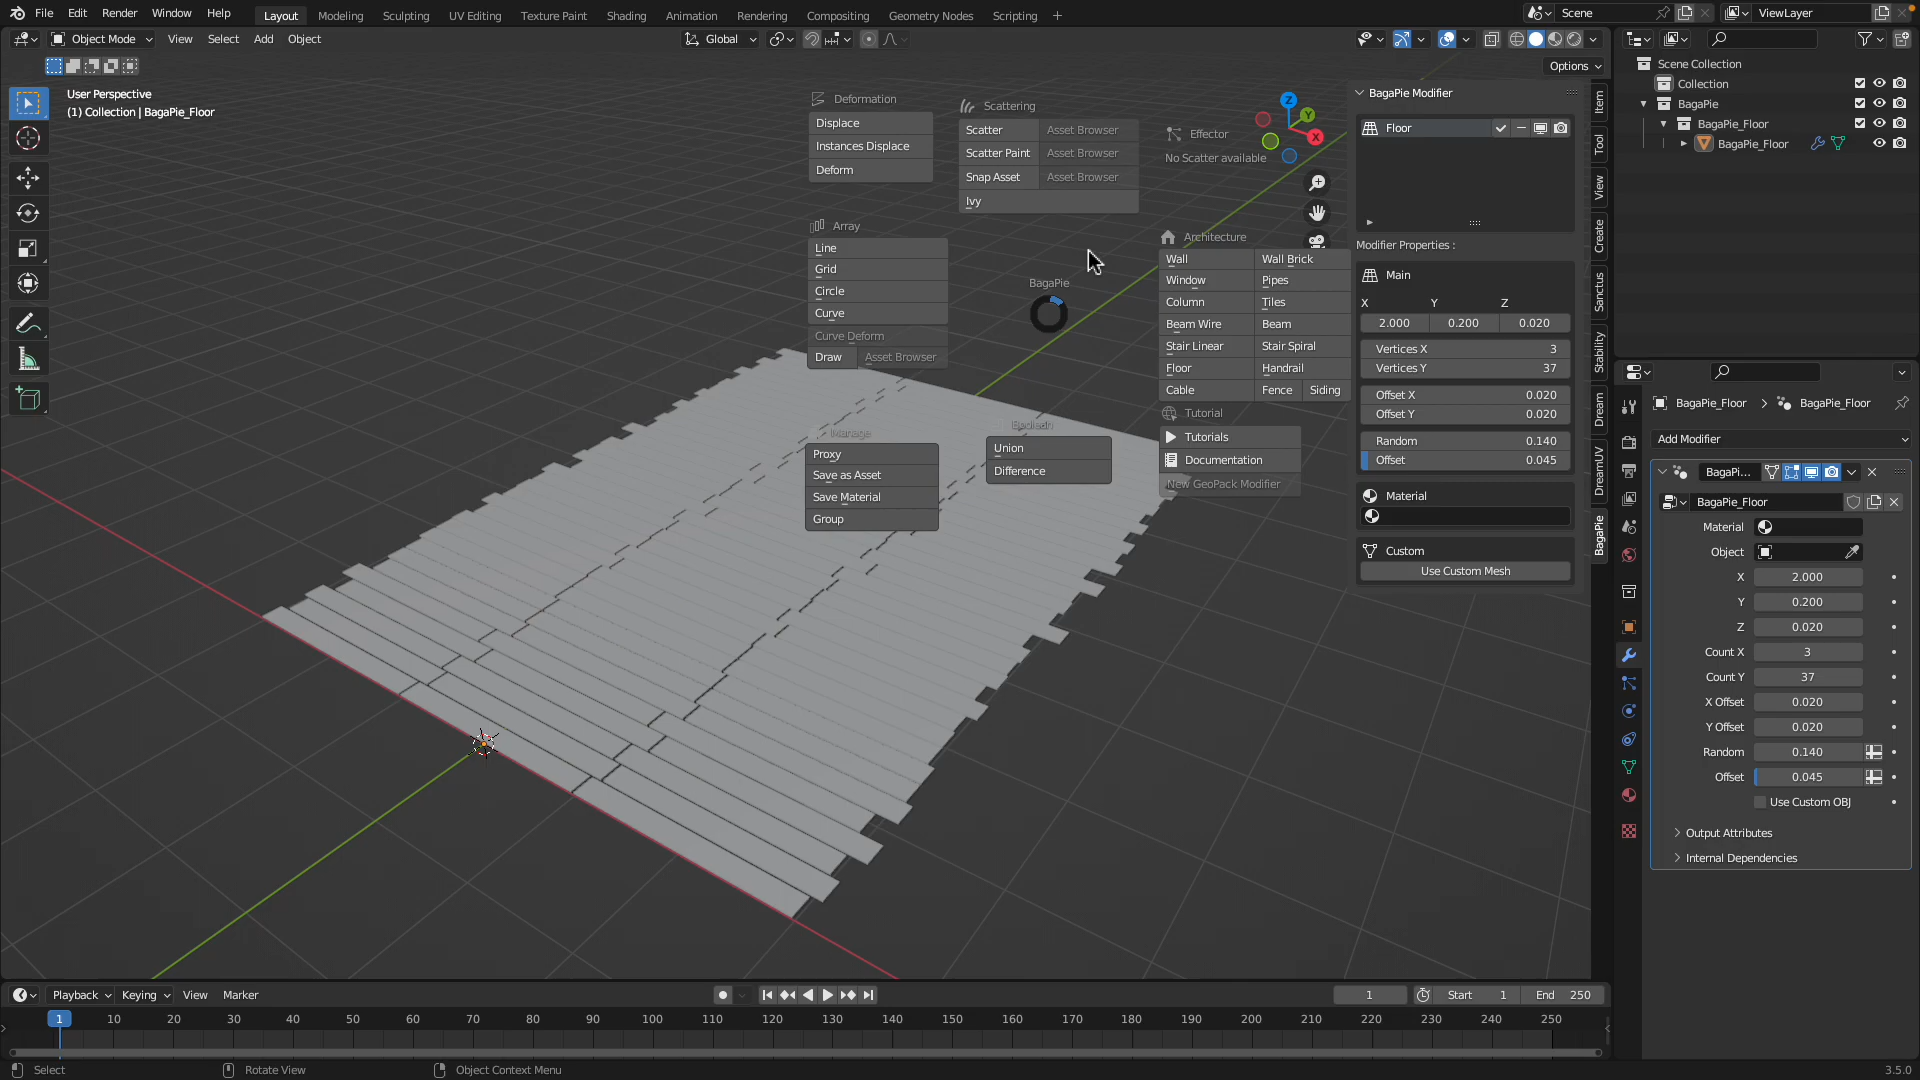 File Edit Render Window Help Layout Modeling Sculpting UV Editing Texture Paint Shading Animation Rendering Compositing Geometry Nodes Scripting + Scene ViewLayer
Object Mode View Select Add Object Global
Options
User Perspective
(1) Collection | BagaPie_Floor
Deformation
Displace
Instances Displace
Deform
Scattering
Scatter Asset Browser
Scatter Paint Asset Browser
Snap Asset Asset Browser
Ivy
Effector
No Scatter available
Z
Y
X
Array
Line
Grid
Circle
Curve
Curve Deform
Draw Asset Browser
BagaPie
Architecture
Wall Wall Brick
Window Pipes
Column Tiles
Beam Wire Beam
Stair Linear Stair Spiral
Floor Handrail
Cable Fence Siding
Tutorial
Tutorials
Documentation
New GeoPack Modifier
Manage
Proxy
Save as Asset
Save Material
Group
Boolean
Union
Difference
BagaPie Modifier
Floor
Modifier Properties :
Main
X Y Z
2.000 0.200 0.020
Vertices X 3
Vertices Y 37
Offset X 0.020
Offset Y 0.020
Random 0.140
Offset 0.045
Material
Custom
Use Custom Mesh
Item
Tool
View
Create
Sanctus
Stability
Dream
DreamUV
BagaPie
Scene Collection
Collection
BagaPie
BagaPie_Floor
BagaPie_Floor
BagaPie_Floor BagaPie_Floor
Add Modifier
BagaPi...
BagaPie_Floor
Material
Object
X 2.000
Y 0.200
Z 0.020
Count X 3
Count Y 37
X Offset 0.020
Y Offset 0.020
Random 0.140
Offset 0.045
Use Custom OBJ
Output Attributes
Internal Dependencies
Playback Keying View Marker 1 Start 1 End 250
1 10 20 30 40 50 60 70 80 90 100 110 120 130 140 150 160 170 180 190 200 210 220 230 240 250
Select Rotate View Object Context Menu 3.5.0